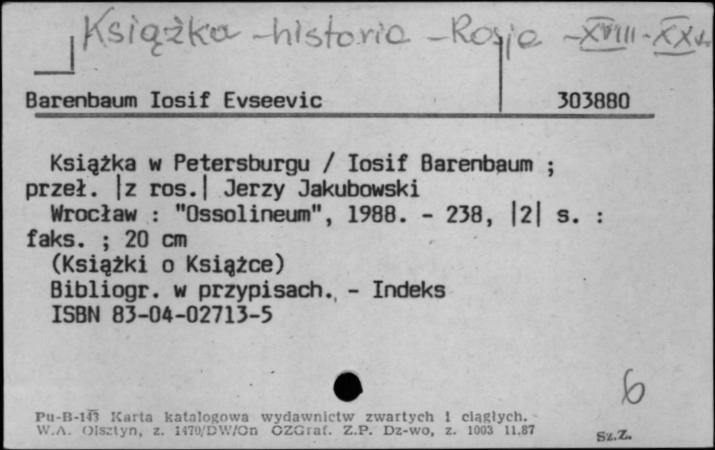 Książka - historia - Rosja - XVIII - XX w.
Barenbaum Iosif Evseevic 303880
Książka w Petersburgu / Iosif Barenbaum ;
przeł. |z ros.| Jerzy Jakubowski
Wrocław : "Ossolineum", 1988. - 238, |2| s. :
faks. ; 20 cm
(Książki o Książce)
Bibliogr. w przypisach. - Indeks
ISBN 83-04-02713-5
6
Pu-B-143 Karta katalogowa wydawnictw zwartych i ciągłych.
W.A. Olsztyn, z. 1470/DW/On OZGraf. Z.P. Dz-wo, z. 1003 11.87
Sz.Z.